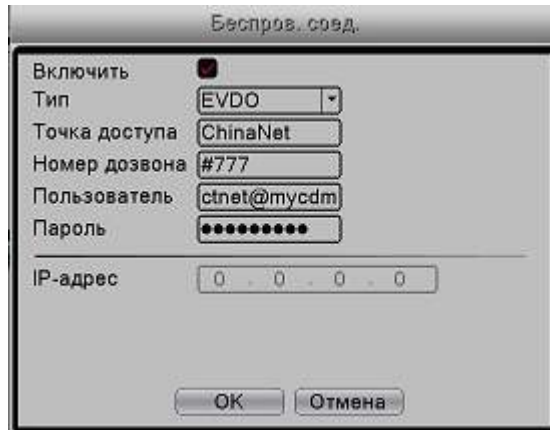 Беспров. соед.
Включить
Тип EVDO
Точка доступа ChinaNet
Номер дозвона #777
Пользователь ctnet@mycdm
Пароль ●●●●●●●●●
IP-адрес 0 . 0 . 0 . 0
OK Отмена